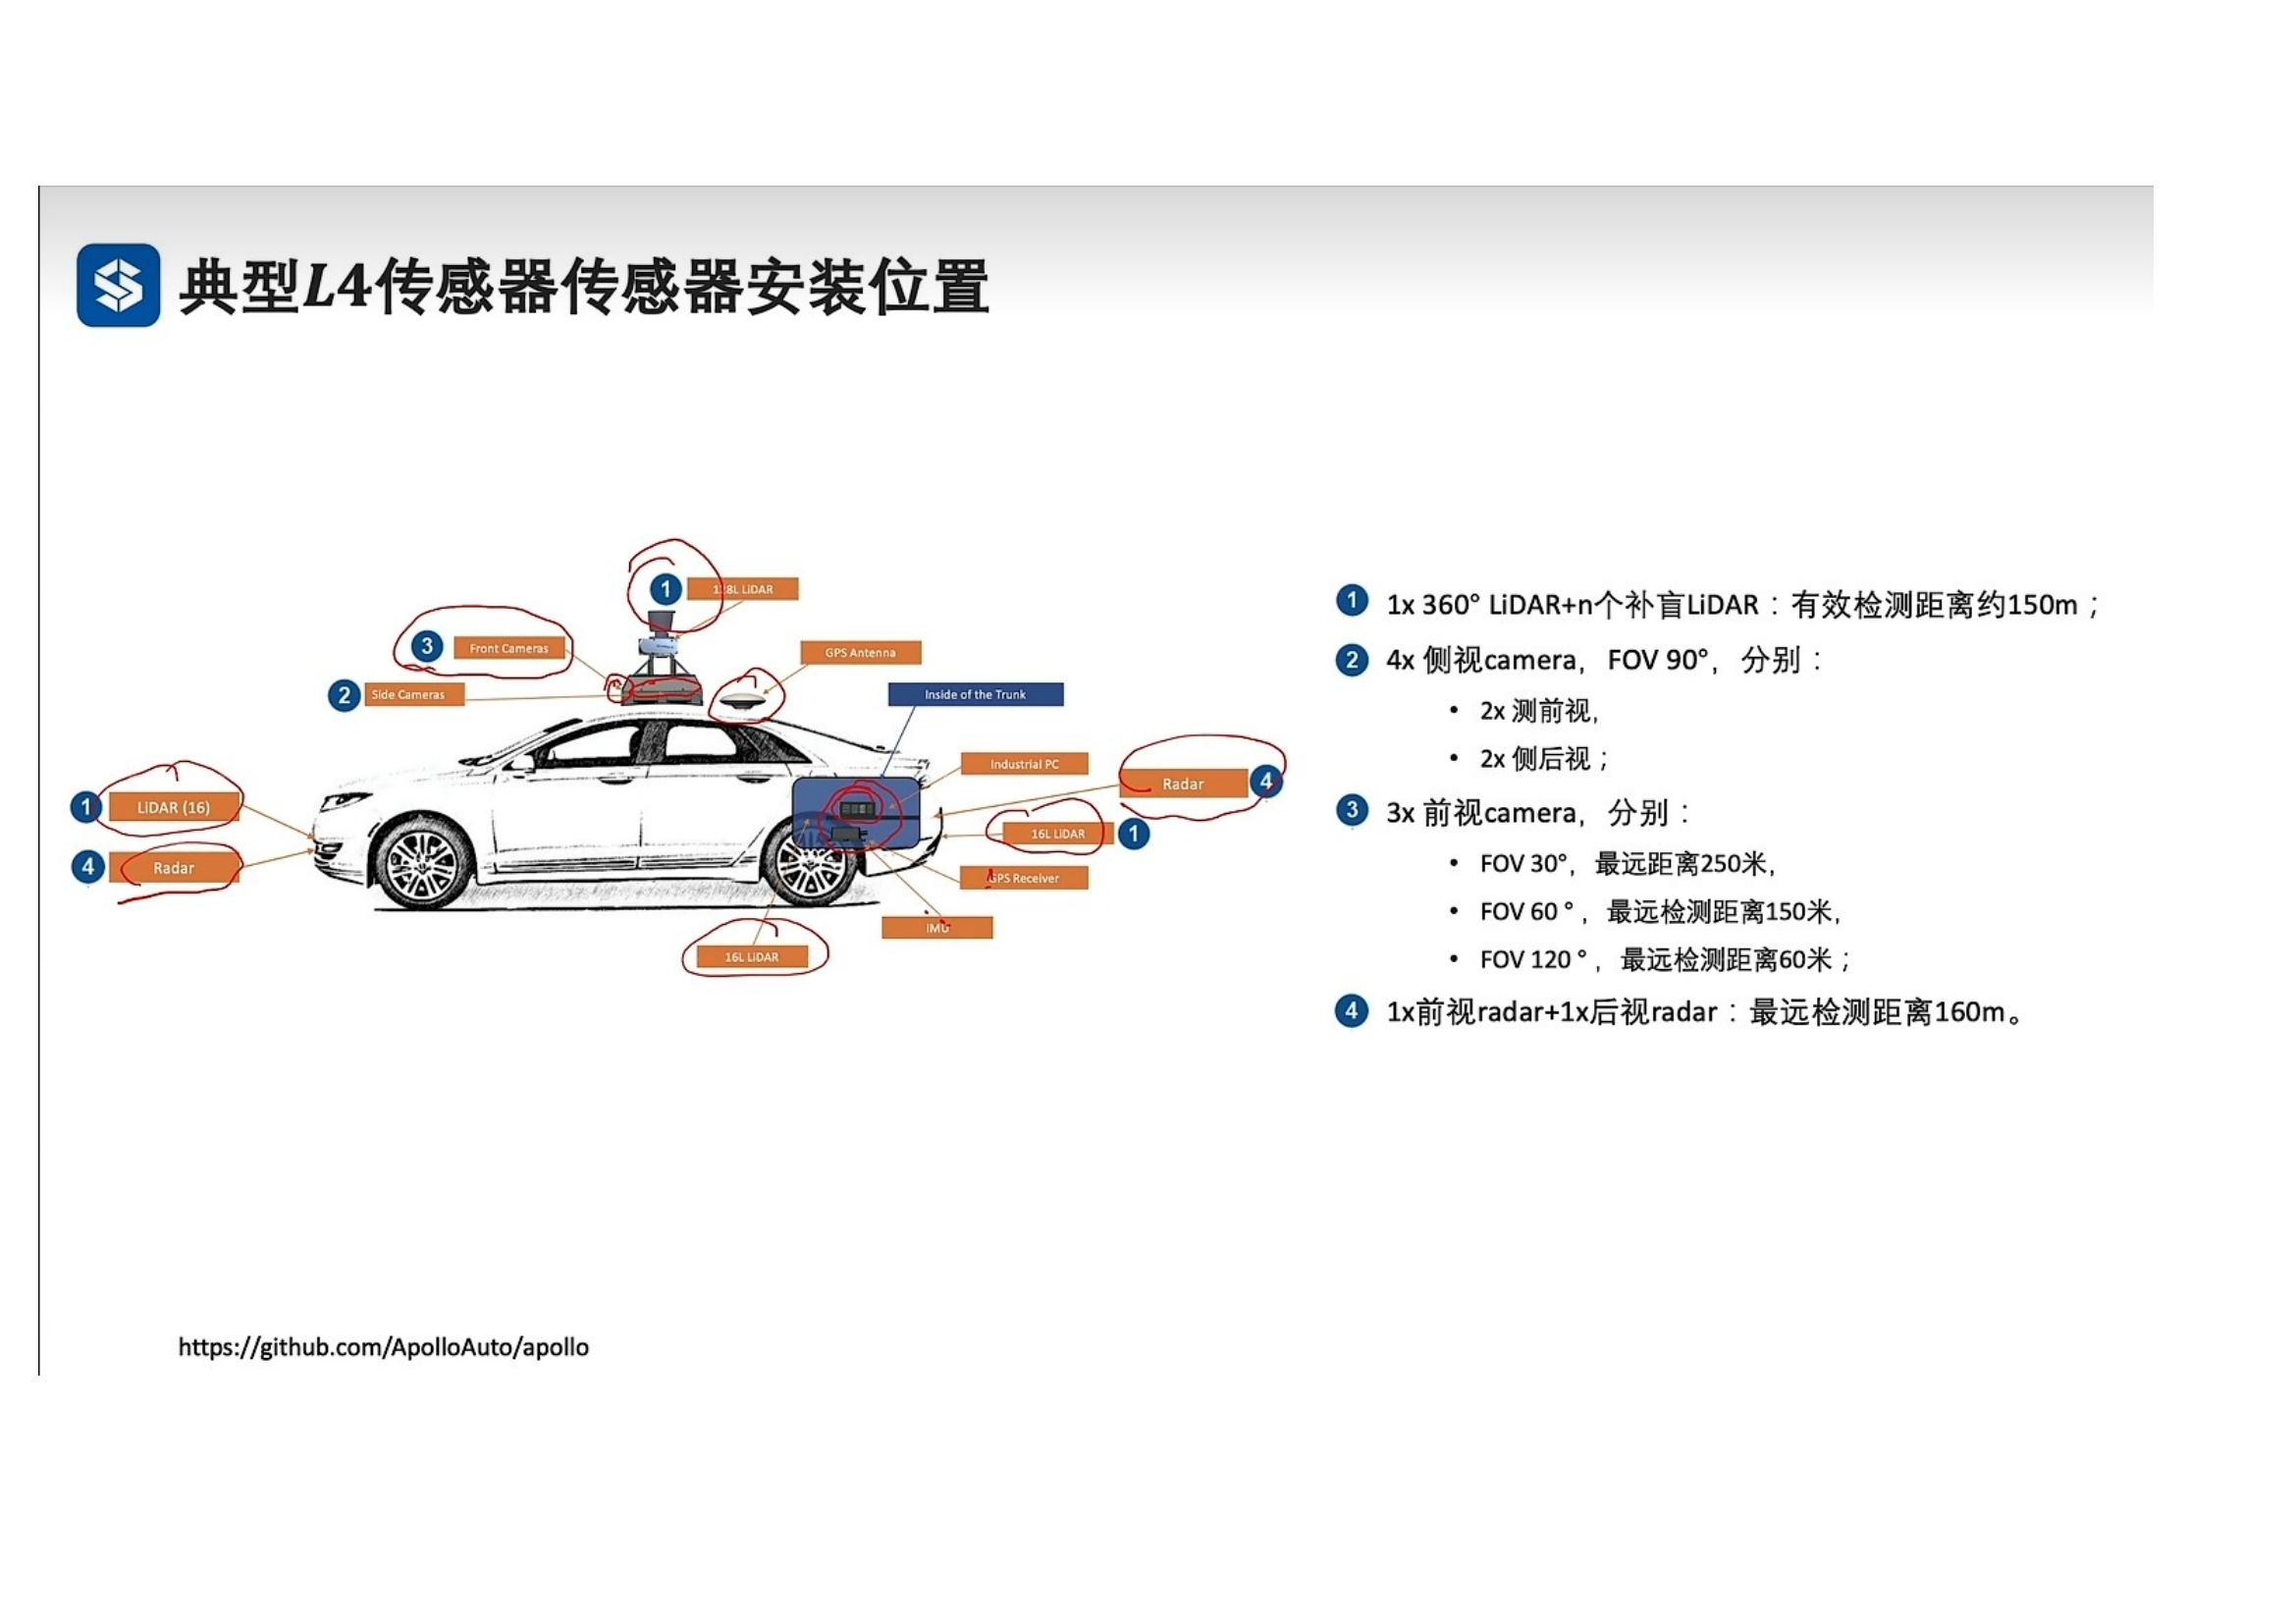 典型L4传感器传感器安装位置
1
128L LiDAR
3
Front Cameras
GPS Antenna
2
Side Cameras
Inside of the Trunk
Industrial PC
Radar
4
1
LiDAR (16)
16L LiDAR
1
4
Radar
GPS Receiver
IMU
16L LiDAR
1 1x 360° LiDAR+n个补盲LiDAR：有效检测距离约150m；
2 4x 侧视camera，FOV 90°，分别：
• 2x 测前视，
• 2x 侧后视；
3 3x 前视camera，分别：
• FOV 30°，最远距离250米，
• FOV 60 °，最远检测距离150米，
• FOV 120 °，最远检测距离60米；
4 1x前视radar+1x后视radar：最远检测距离160m。
https://github.com/ApolloAuto/apollo